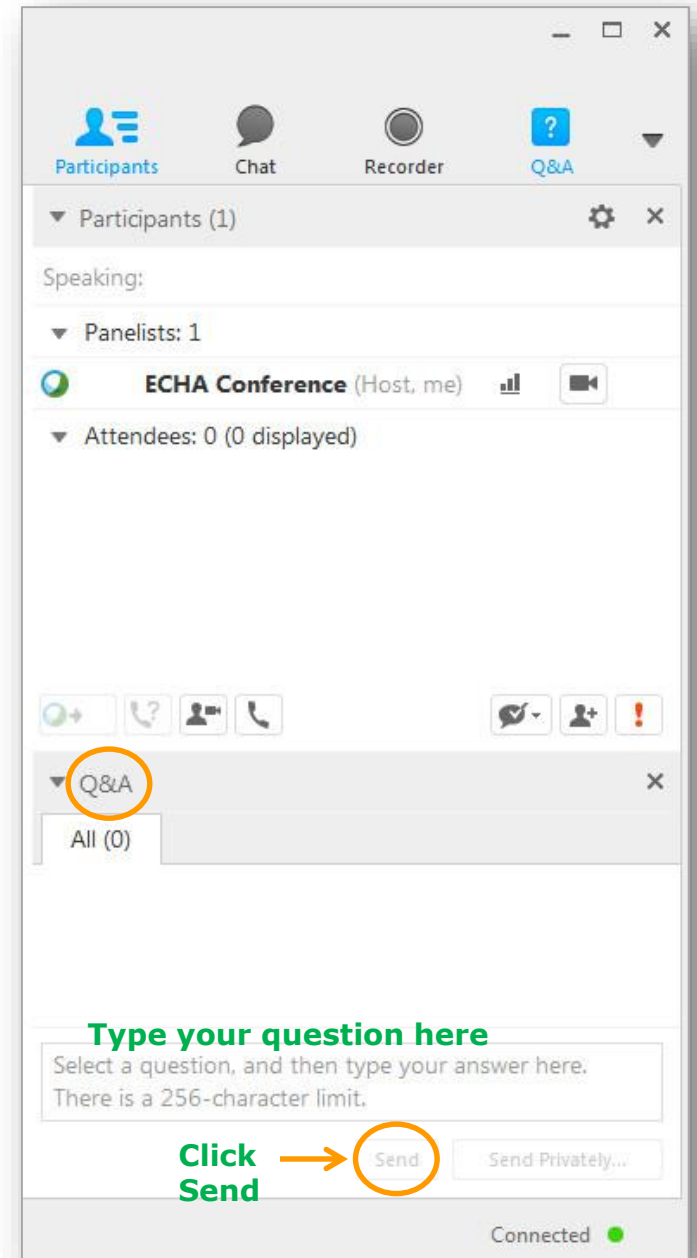 Participants Chat Recorder Q&A
Participants (1)
Speaking:
Panelists: 1
ECHA Conference (Host, me)
Attendees: 0 (0 displayed)
Q&A
All (0)
Type your question here
Select a question, and then type your answer here.
There is a 256-character limit.
Click
Send
Send Send Privately...
Connected